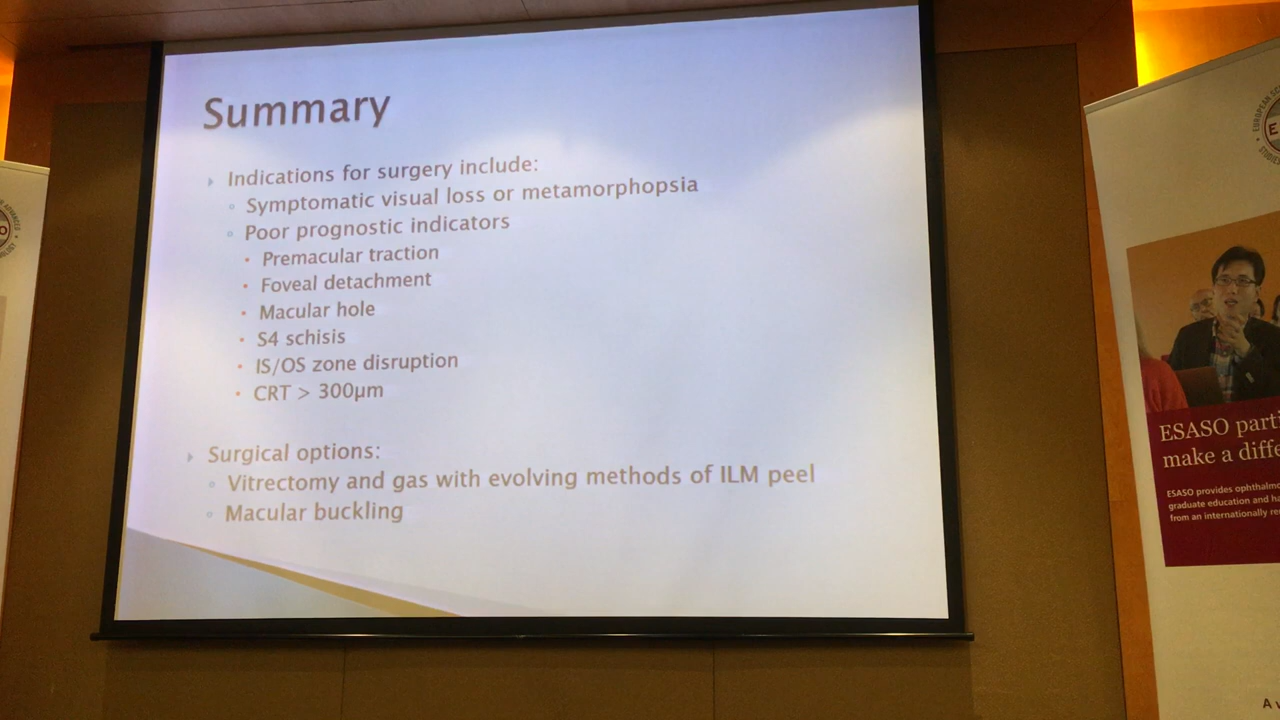 Summary
Indications for surgery include:
Symptomatic visual loss or metamorphopsia
Poor prognostic indicators
Premacular traction
Foveal detachment
Macular hole
S4 schisis
IS/OS zone disruption
CRT > 300µm
Surgical options:
Vitrectomy and gas with evolving methods of ILM peel
Macular buckling
ESASO parti
make a diffe
ESASO provides ophthalmo
graduate education and ha
from an internationally re